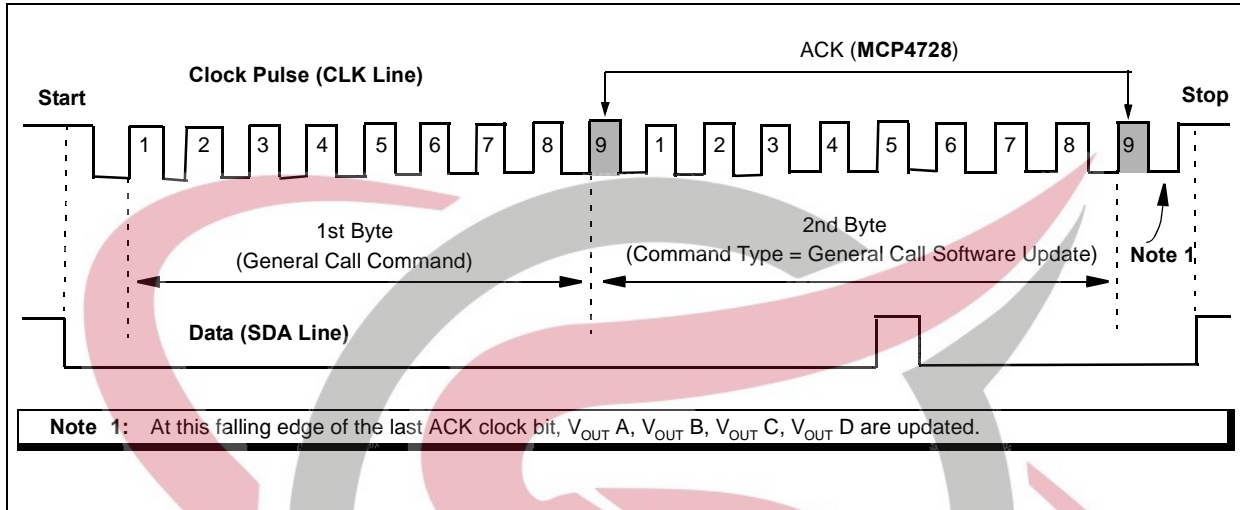 ACK (MCP4728)
Clock Pulse (CLK Line)
Start
Stop
1 2 3 4 5 6 7 8 9 1 2 3 4 5 6 7 8 9
1st Byte
(General Call Command)
2nd Byte
(Command Type = General Call Software Update)
Note 1
Data (SDA Line)
Note 1: At this falling edge of the last ACK clock bit, VOUT A, VOUT B, VOUT C, VOUT D are updated.